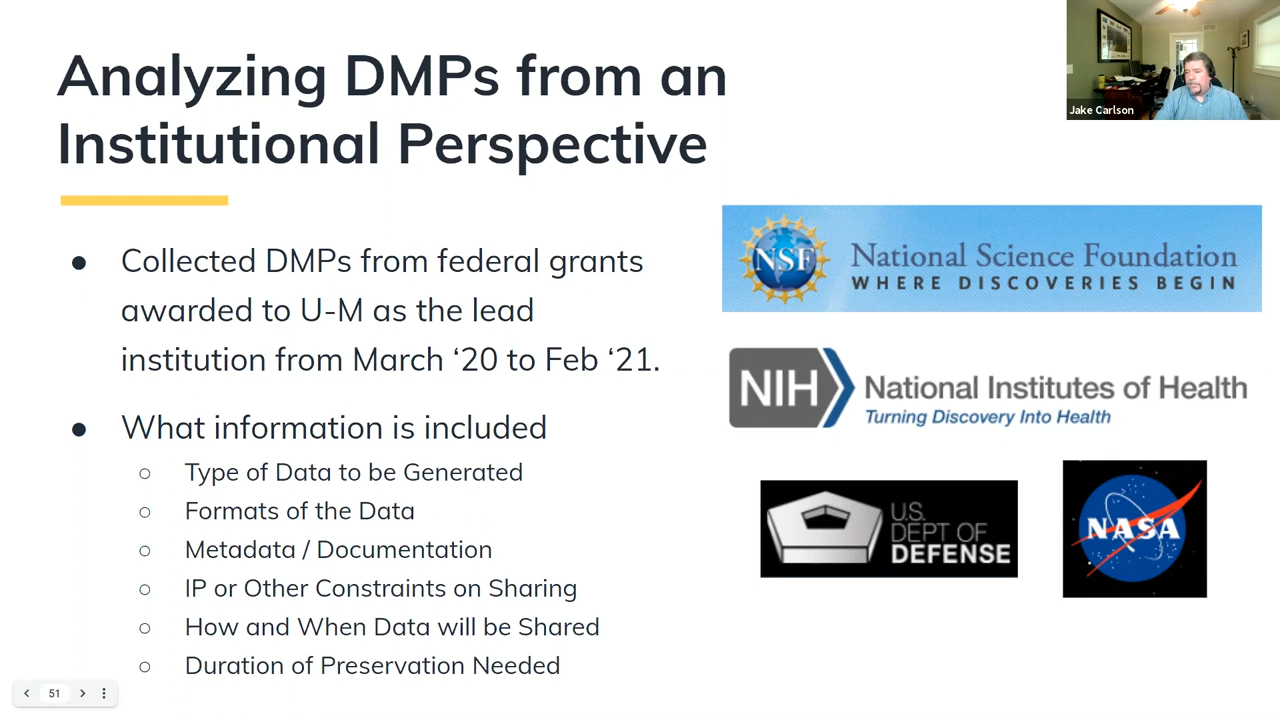 Analyzing DMPs from an
Institutional Perspective
Jake Carlson
● Collected DMPs from federal grants
awarded to U-M as the lead
institution from March ‘20 to Feb ‘21.
● What information is included
○ Type of Data to be Generated
○ Formats of the Data
○ Metadata / Documentation
○ IP or Other Constraints on Sharing
○ How and When Data will be Shared
○ Duration of Preservation Needed
NSF
National Science Foundation
WHERE DISCOVERIES BEGIN
NIH
National Institutes of Health
Turning Discovery Into Health
U.S.
DEPT OF
DEFENSE
NASA
51